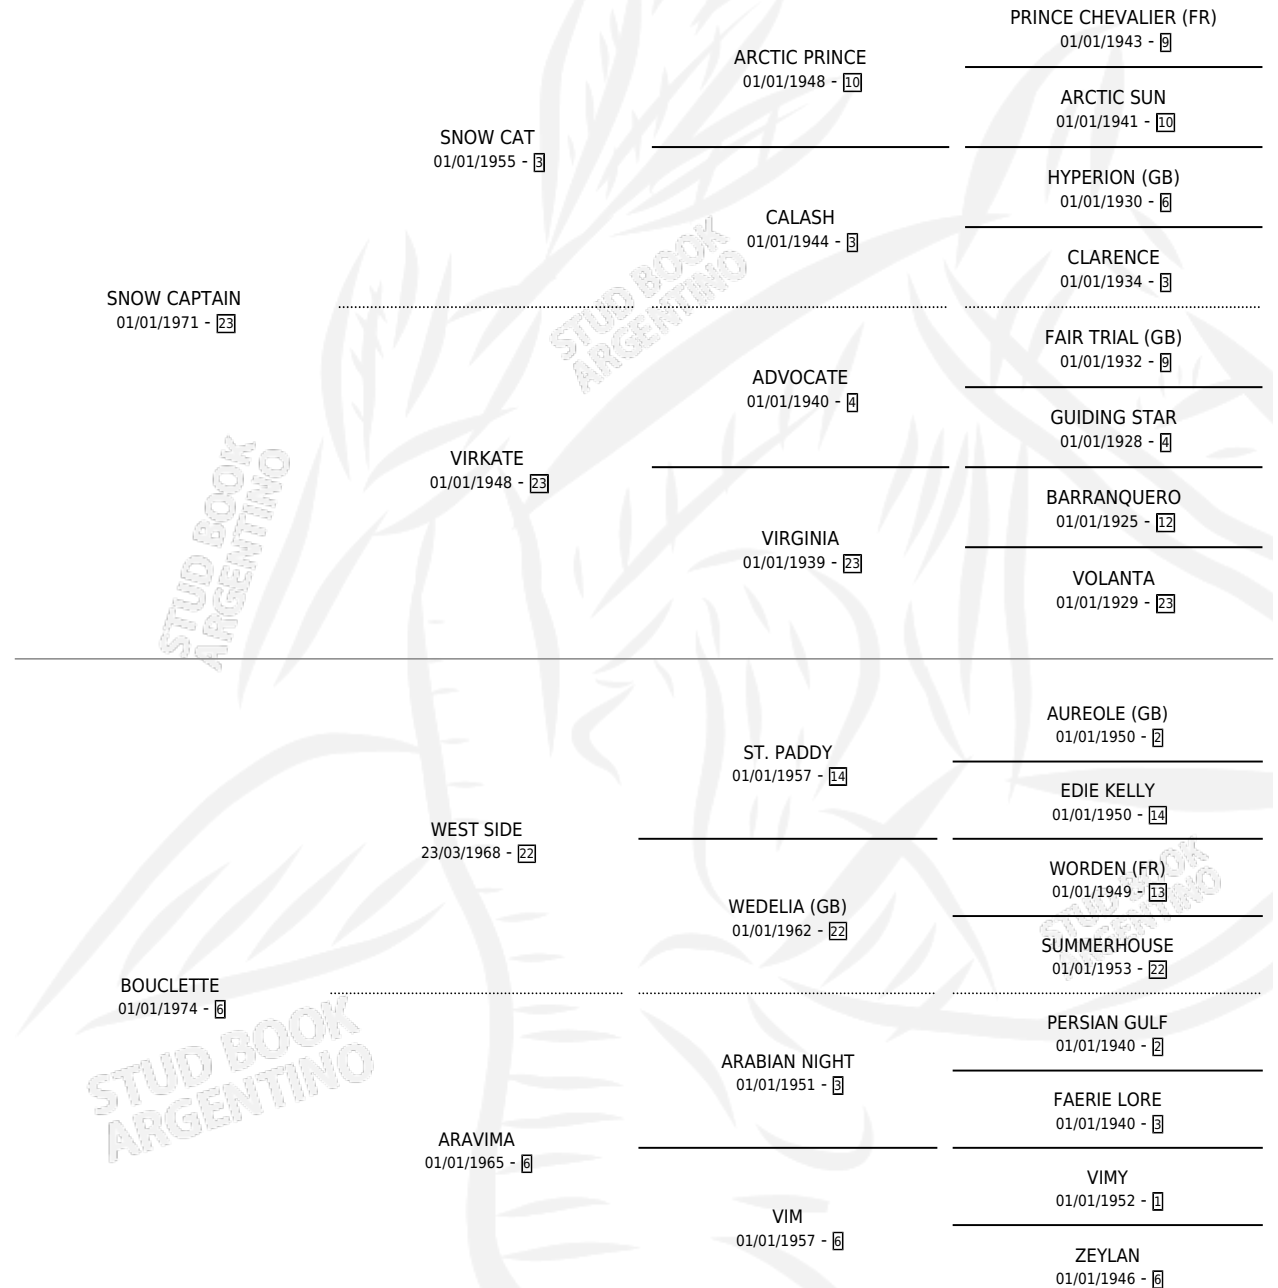 PRINCE CHEVALIER (FR)
01/01/1943 - 9
ARCTIC PRINCE
01/01/1948 - 10
ARCTIC SUN
01/01/1941 - 10
SNOW CAT
01/01/1955 - 3
HYPERION (GB)
01/01/1930 - 6
CALASH
01/01/1944 - 3
CLARENCE
01/01/1934 - 3
SNOW CAPTAIN
01/01/1971 - 23
FAIR TRIAL (GB)
01/01/1932 - 9
ADVOCATE
01/01/1940 - 4
GUIDING STAR
01/01/1928 - 4
VIRKATE
01/01/1948 - 23
BARRANQUERO
01/01/1925 - 12
VIRGINIA
01/01/1939 - 23
VOLANTA
01/01/1929 - 23
STUD BOOK
ARGENTINO
STUD BOOK
ARGENTINO
AUREOLE (GB)
01/01/1950 - 2
ST. PADDY
01/01/1957 - 14
EDIE KELLY
01/01/1950 - 14
WEST SIDE
23/03/1968 - 22
WORDEN (FR)
01/01/1949 - 13
WEDELIA (GB)
01/01/1962 - 22
SUMMERHOUSE
01/01/1953 - 22
BOUCLETTE
01/01/1974 - 6
PERSIAN GULF
01/01/1940 - 2
ARABIAN NIGHT
01/01/1951 - 3
FAERIE LORE
01/01/1940 - 3
ARAVIMA
01/01/1965 - 6
VIMY
01/01/1952 - 1
VIM
01/01/1957 - 6
ZEYLAN
01/01/1946 - 6
STUD BOOK
ARGENTINO
STUD BOOK
ARGENTINO